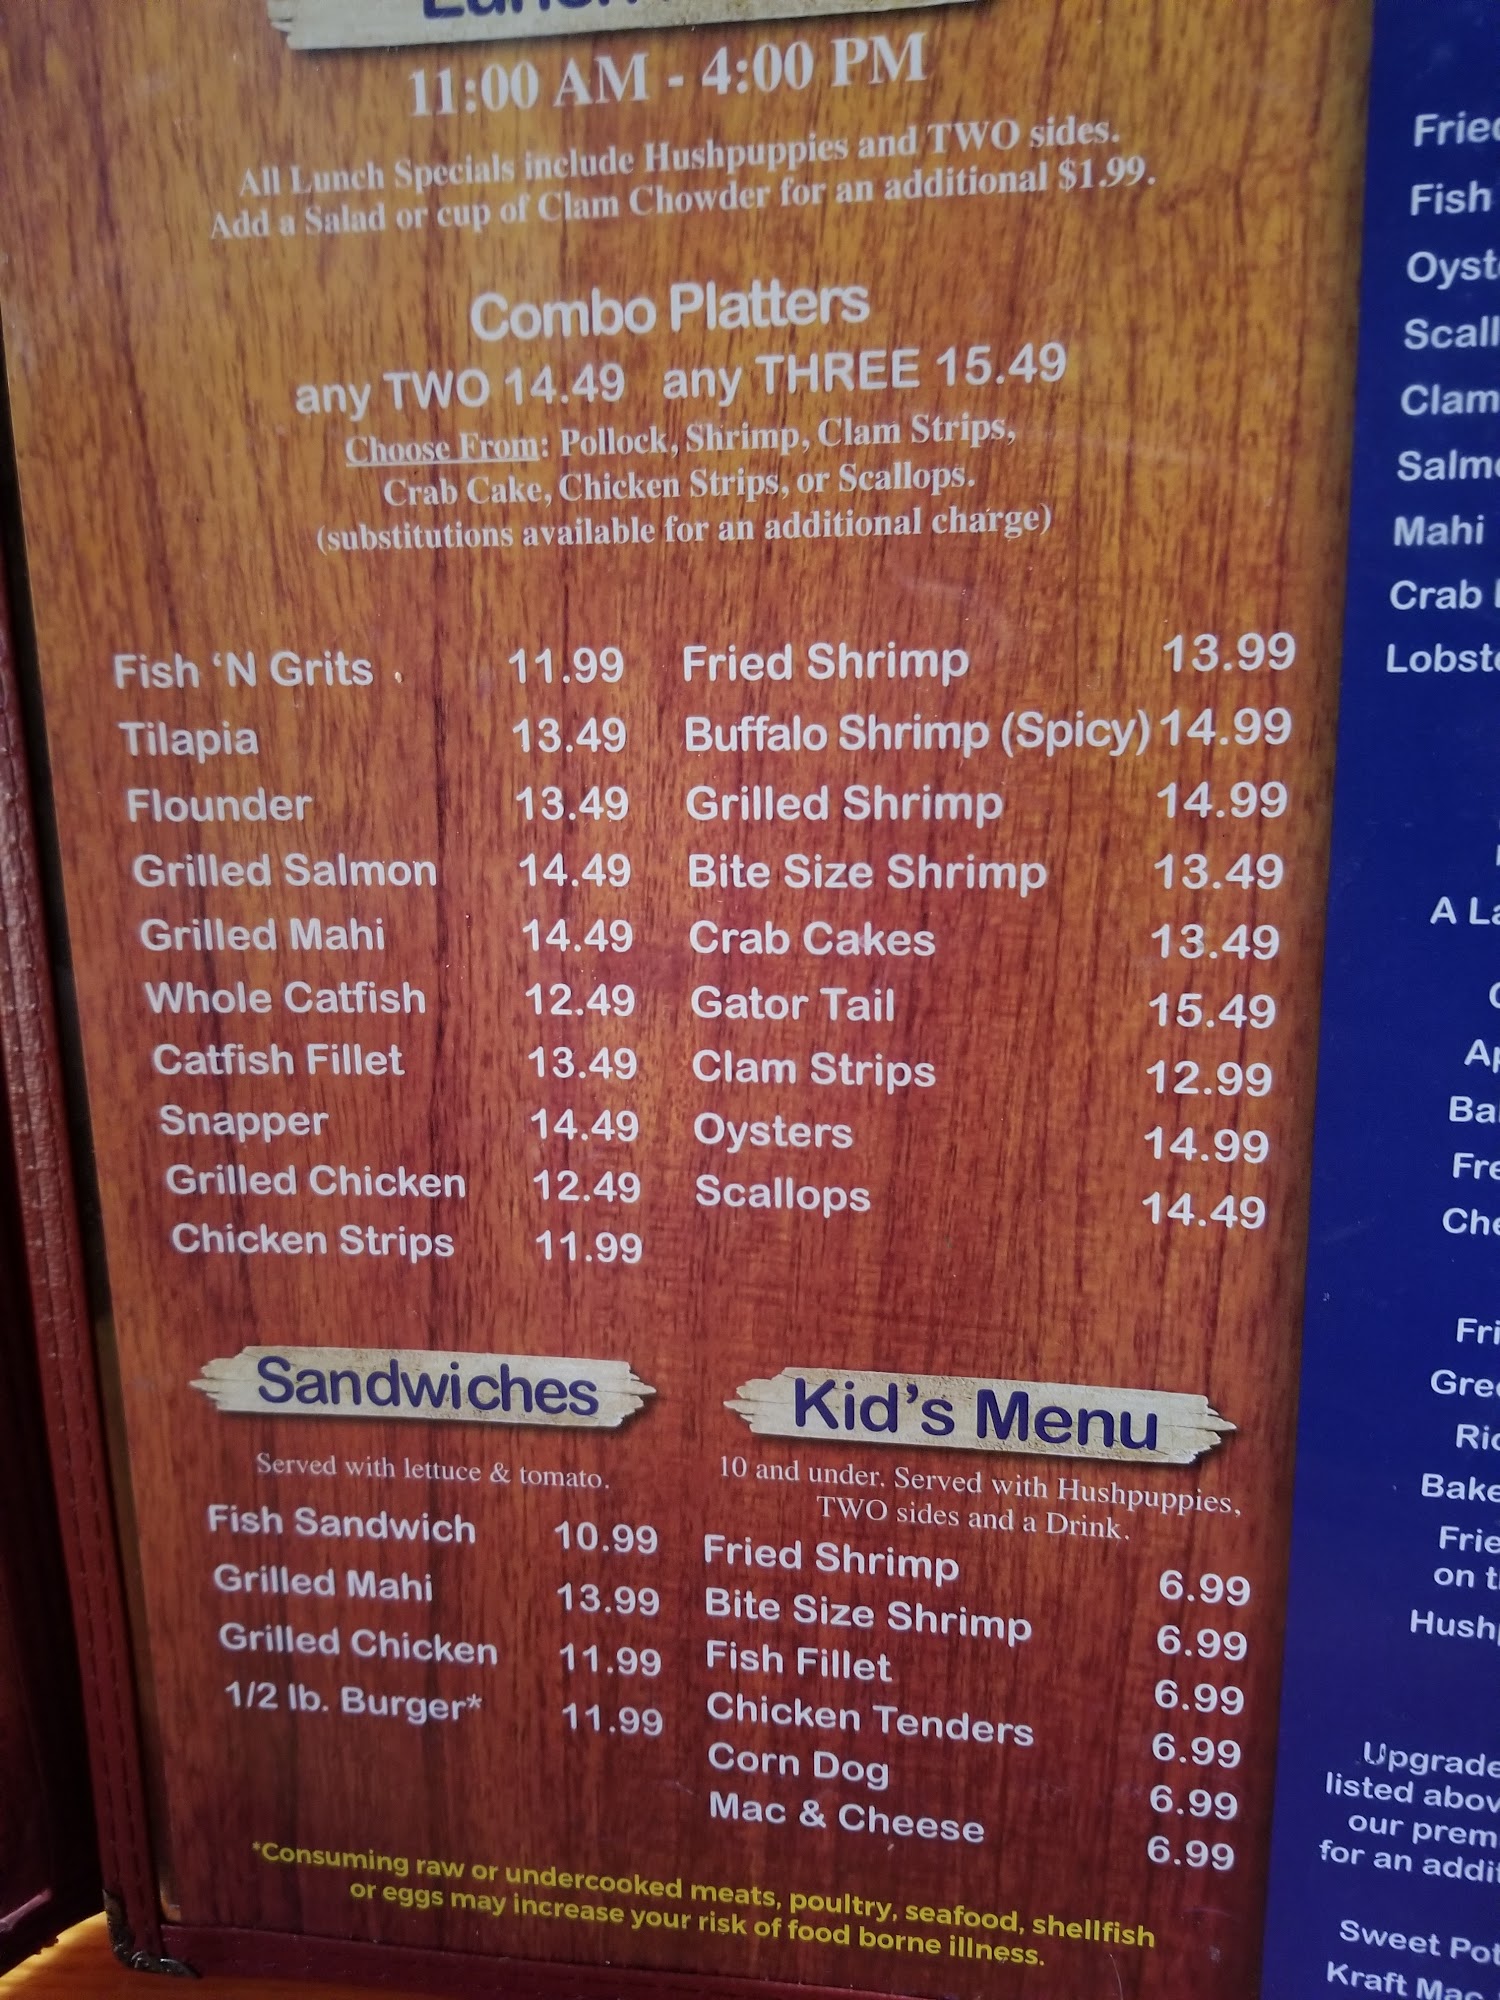 11:00 AM - 4:00 PM
All Lunch Specials include Hushpuppies and TWO sides.
Add a Salad or cup of Clam Chowder for an additional $1.99.
Combo Platters
any TWO 14.49 any THREE 15.49
Choose From: Pollock, Shrimp, Clam Strips,
Crab Cake, Chicken Strips, or Scallops.
(substitutions available for an additional charge)
Fish ‘N Grits 11.99
Tilapia 13.49
Flounder 13.49
Grilled Salmon 14.49
Grilled Mahi 14.49
Whole Catfish 12.49
Catfish Fillet 13.49
Snapper 14.49
Grilled Chicken 12.49
Chicken Strips 11.99
Fried Shrimp 13.99
Buffalo Shrimp (Spicy) 14.99
Grilled Shrimp 14.99
Bite Size Shrimp 13.49
Crab Cakes 13.49
Gator Tail 15.49
Clam Strips 12.99
Oysters 14.99
Scallops 14.49
Sandwiches
Served with lettuce & tomato.
Fish Sandwich 10.99
Grilled Mahi 13.99
Grilled Chicken 11.99
1/2 lb. Burger* 11.99
Kid’s Menu
10 and under. Served with Hushpuppies,
TWO sides and a Drink.
Fried Shrimp 6.99
Bite Size Shrimp 6.99
Fish Fillet 6.99
Chicken Tenders 6.99
Corn Dog 6.99
Mac & Cheese 6.99
*Consuming raw or undercooked meats, poultry, seafood, shellfish
or eggs may increase your risk of food borne illness.
Fish
Mahi
Crab
A
on
Upgrade
listed
our
for an
Sweet
Kraft Mac